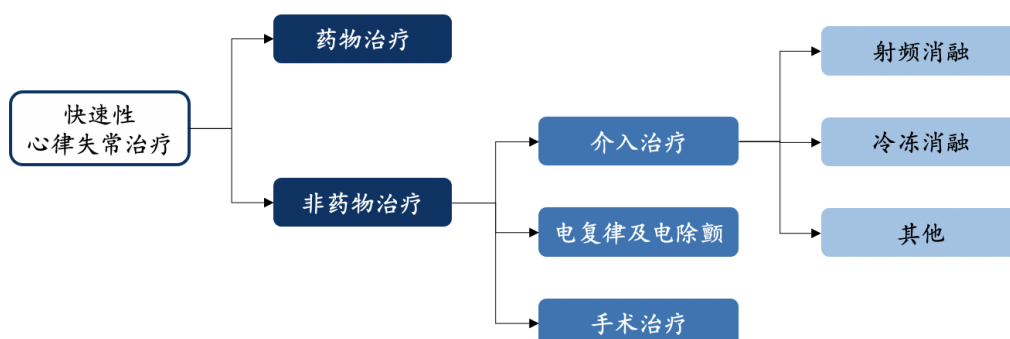 快速性
心律失常治疗
药物治疗
非药物治疗
介入治疗
电复律及电除颤
手术治疗
射频消融
冷冻消融
其他